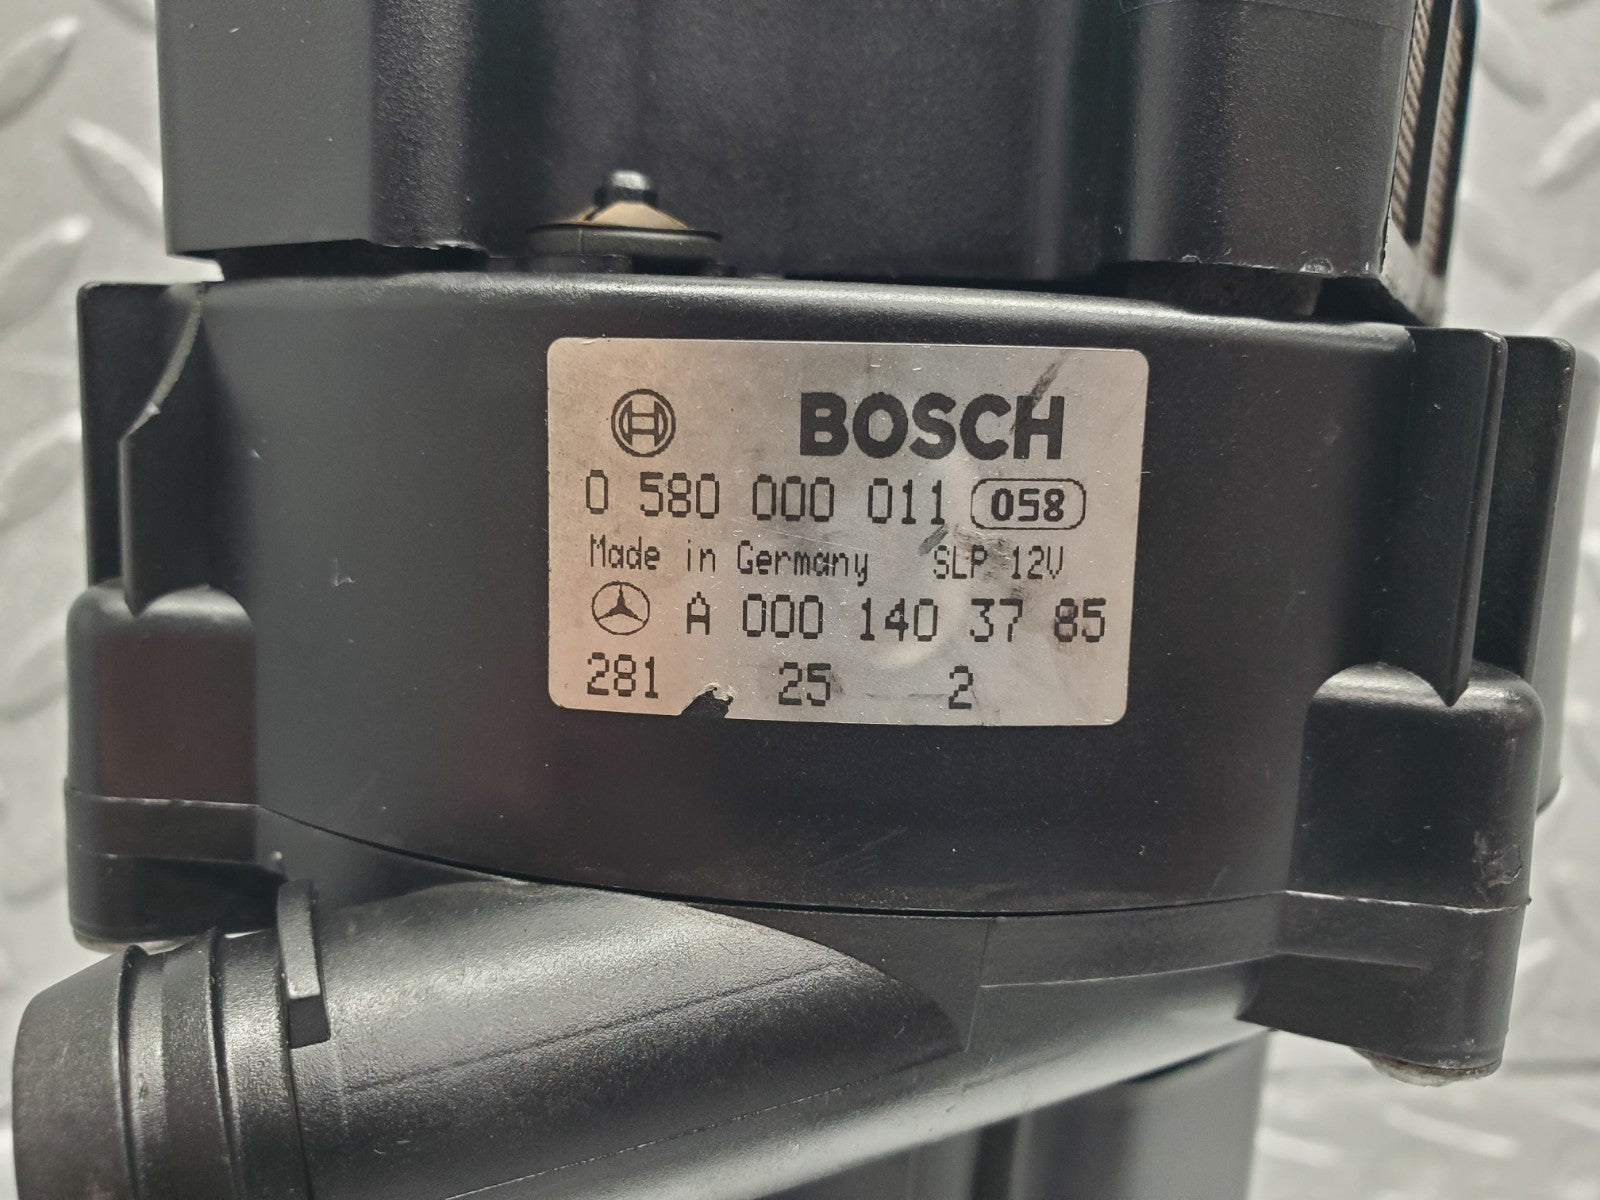 BOSCH
0 580 000 011 058
Made in Germany SLP 12V
A 000 140 37 85
281 25 2